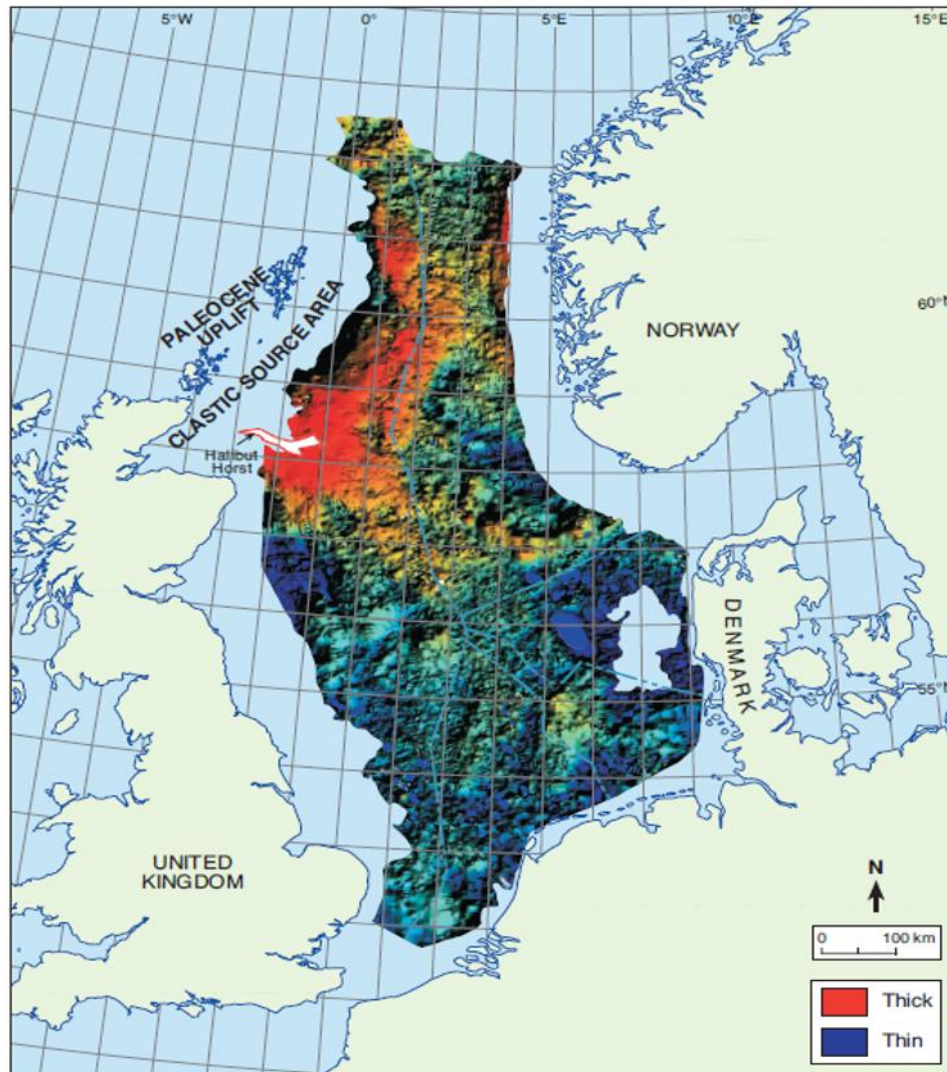 5°W 0° 5°E 10°E 15°E
60°N
PALEOCENE
UPLIFT
CLASTIC SOURCE AREA
NORWAY
Halibut
Horst
DENMARK
55°N
UNITED
KINGDOM
N
0 100 km
Thick
Thin